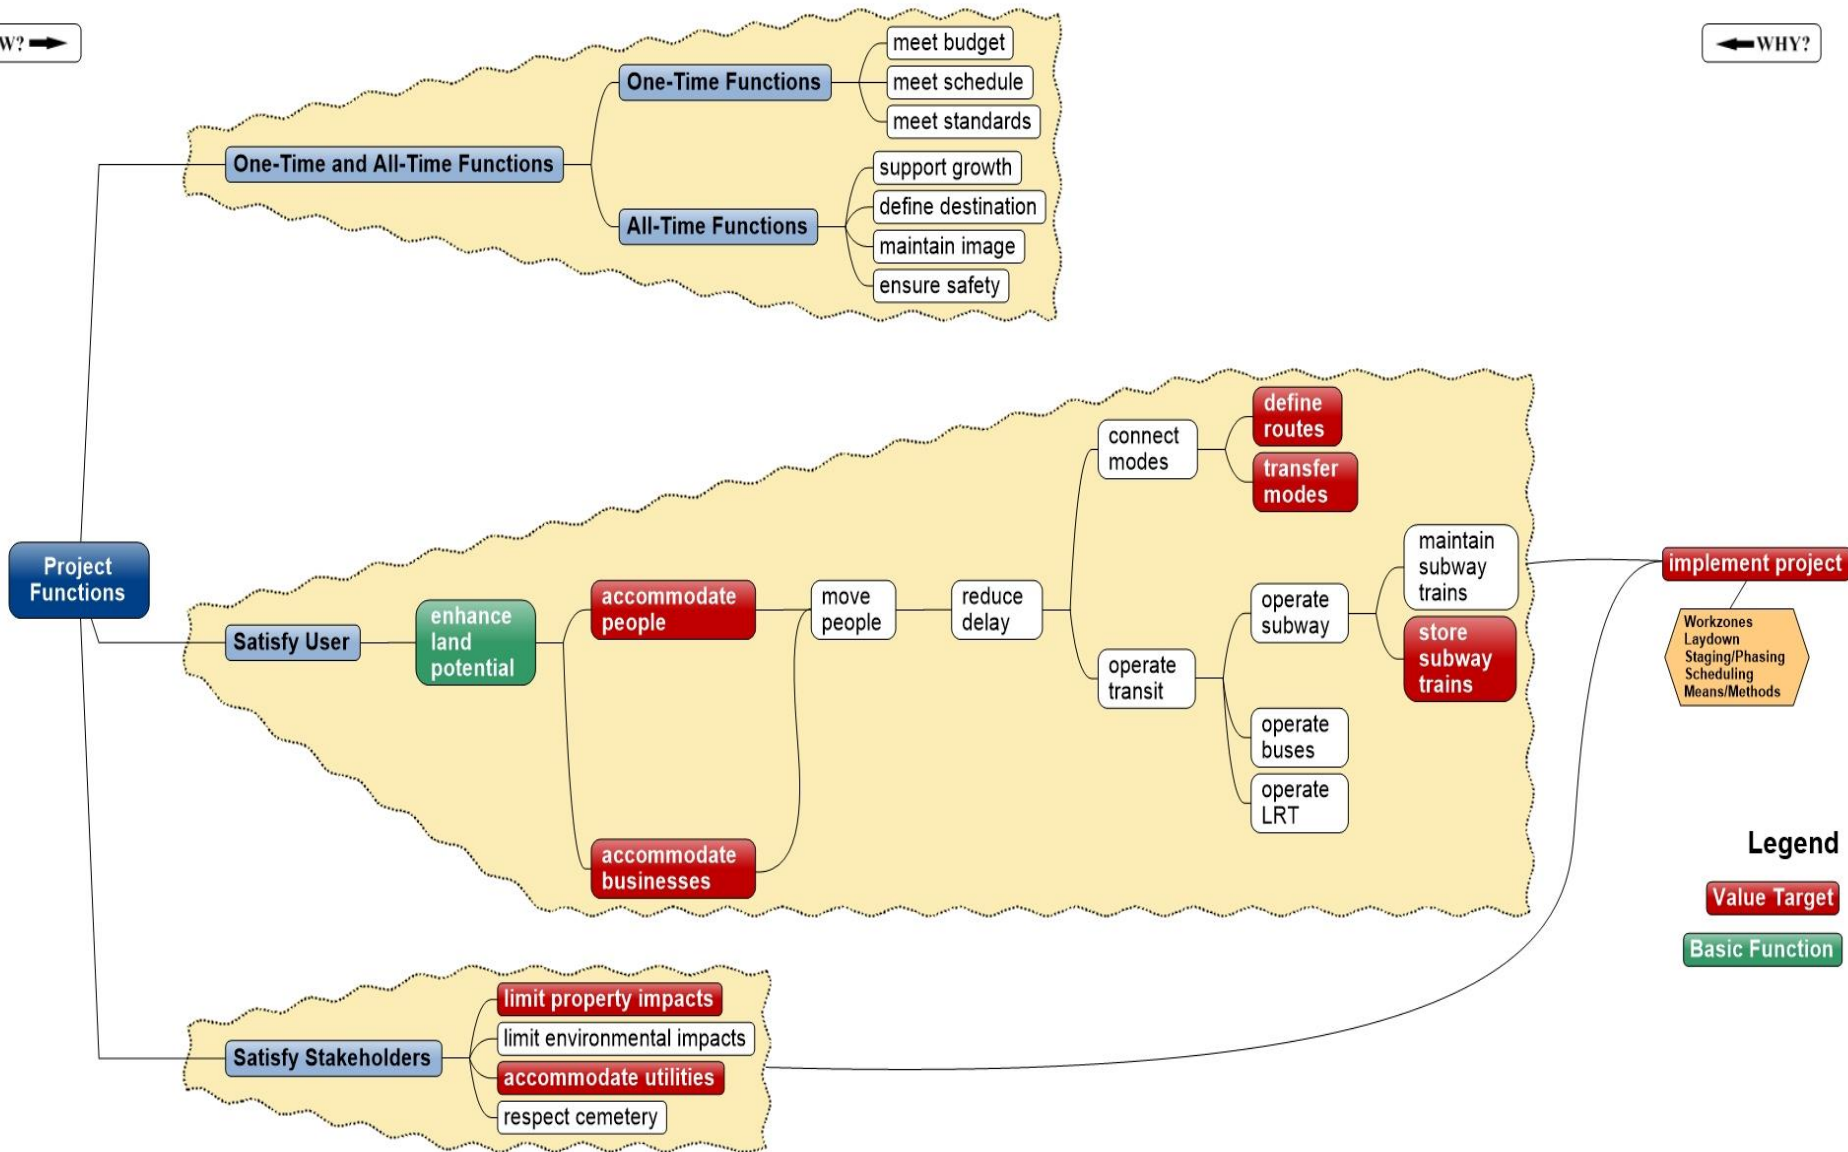 W?
WHY?
meet budget
One-Time Functions
meet schedule
meet standards
One-Time and All-Time Functions
support growth
define destination
All-Time Functions
maintain image
ensure safety
Project
Functions
Satisfy User
enhance
land
potential
accommodate
people
accommodate
businesses
move
people
reduce
delay
connect
modes
define
routes
transfer
modes
operate
transit
operate
subway
maintain
subway
trains
store
subway
trains
operate
buses
operate
LRT
implement project
Workzones
Laydown
Staging/Phasing
Scheduling
Means/Methods
Satisfy Stakeholders
limit property impacts
limit environmental impacts
accommodate utilities
respect cemetery
Legend
Value Target
Basic Function